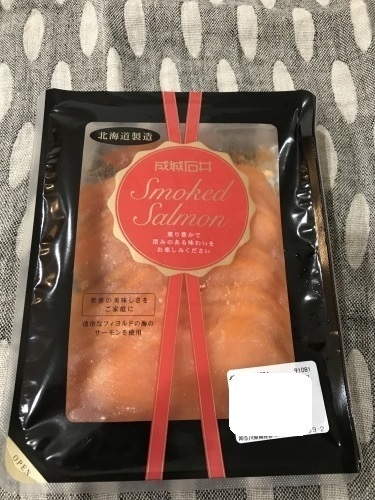 北海道製造
成城石井
Smoked
Salmon
薫り豊かで
深みのある味わいを
お楽しみください
世界の美味しさを
ご家庭に
清冽なフィヨルドの海の
サーモンを使用
91081
OPEN